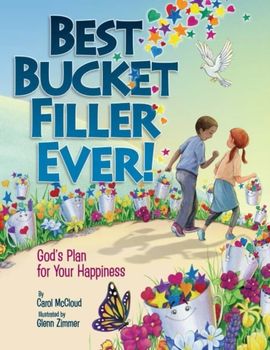 BEST
BUCKET
FILLER
EVER!
God's Plan
for Your Happiness
By
Carol McCloud
Illustrated by
Glenn Zimmer